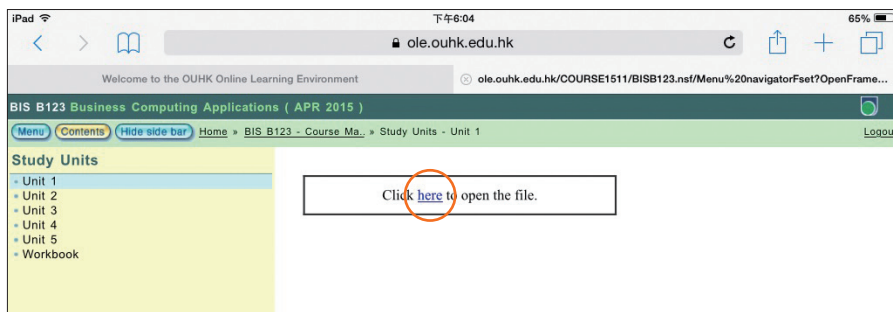 iPad 下午6:04 65%
ole.ouhk.edu.hk
Welcome to the OUHK Online Learning Environment ole.ouhk.edu.hk/COURSE1511/BISB123.nsf/Menu%20navigatorFset?OpenFrame...
BIS B123 Business Computing Applications ( APR 2015 )
Menu Contents Hide side bar Home » BIS B123 - Course Ma.. » Study Units - Unit 1 Logou
Study Units
Unit 1
Unit 2
Unit 3
Unit 4
Unit 5
Workbook
Click here to open the file.